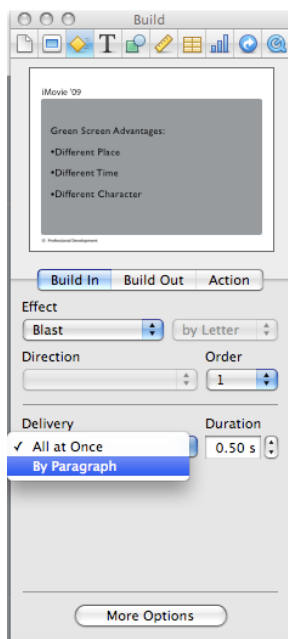 Build
T
iMovie '09
Green Screen Advantages:
•Different Place
•Different Time
•Different Character
© Professional Development
Build In Build Out Action
Effect
Blast by Letter
Direction Order
1
Delivery Duration
✓ All at Once 0.50 s
By Paragraph
More Options